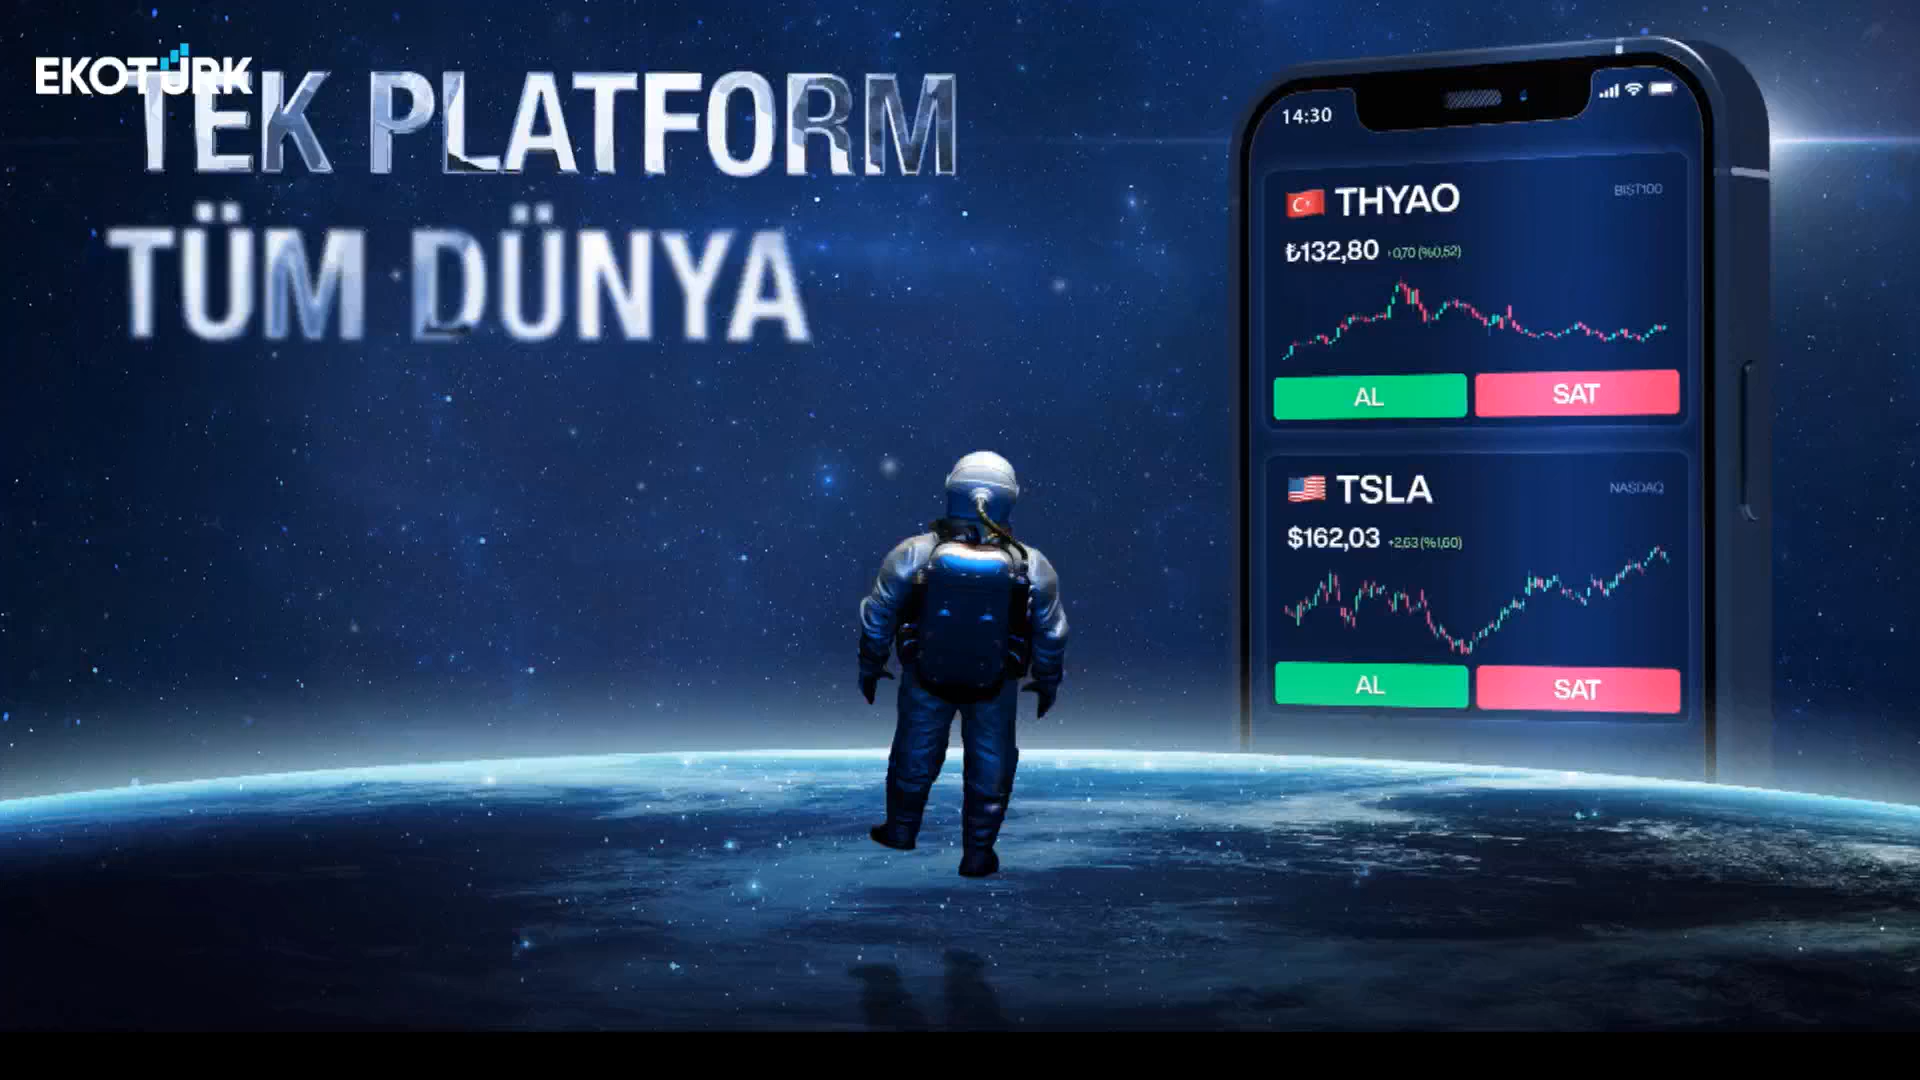 EKOTÜRK
TEK PLATFORM
TÜM DÜNYA
14:30
THYAO
BIST100
₺132,80 +0,70 (%0,52)
AL
SAT
TSLA
NASDAQ
$162,03 +2,63 (%1,60)
AL
SAT